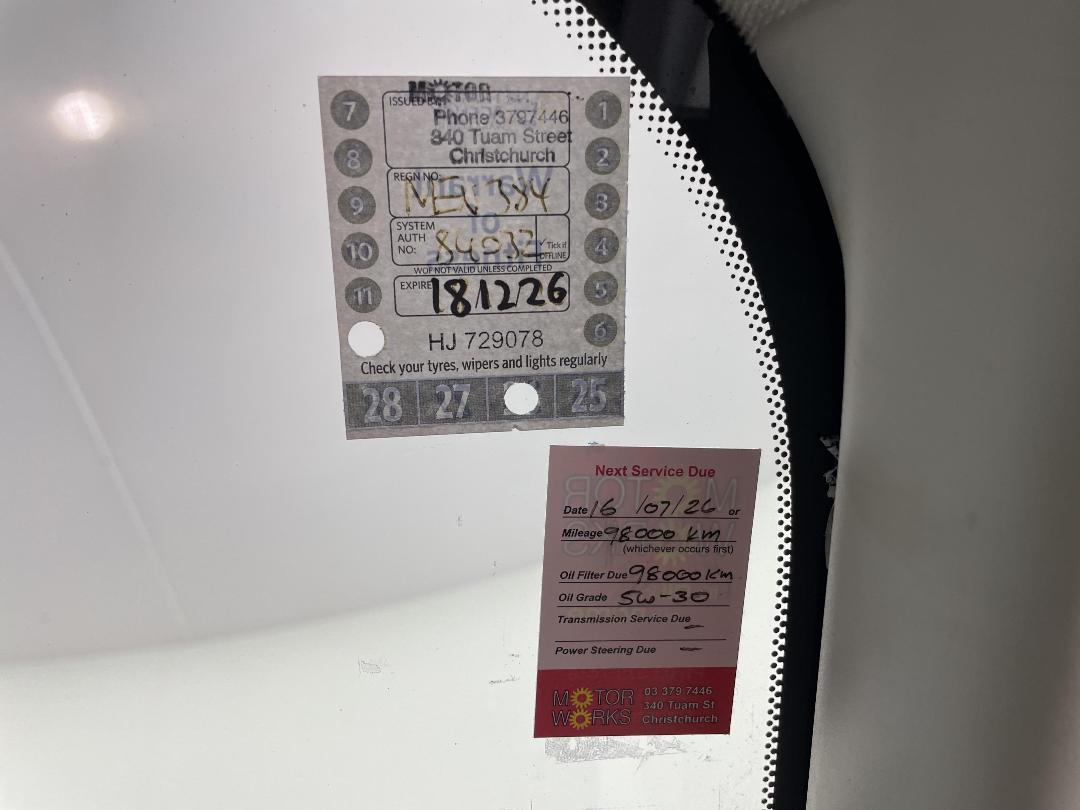 MOTOR
ISSUED BY:
Phone 3797446
340 Tuam Street
Christchurch
REGN NO:
SYSTEM AUTH NO: 84032
Tick if OFFLINE
WOF NOT VALID UNLESS COMPLETED
EXPIRE 181226
HJ 729078
Check your tyres, wipers and lights regularly
7
8
9
10
11
1
2
3
4
5
6
28 27 25
Warrant
of
Fitness
Next Service Due
Date 16 /07/26 or
Mileage 98000 km
(whichever occurs first)
Oil Filter Due 98000 km
Oil Grade 5w-30
Transmission Service Due -
Power Steering Due -
MOTOR WORKS
03 379 7446
340 Tuam St
Christchurch